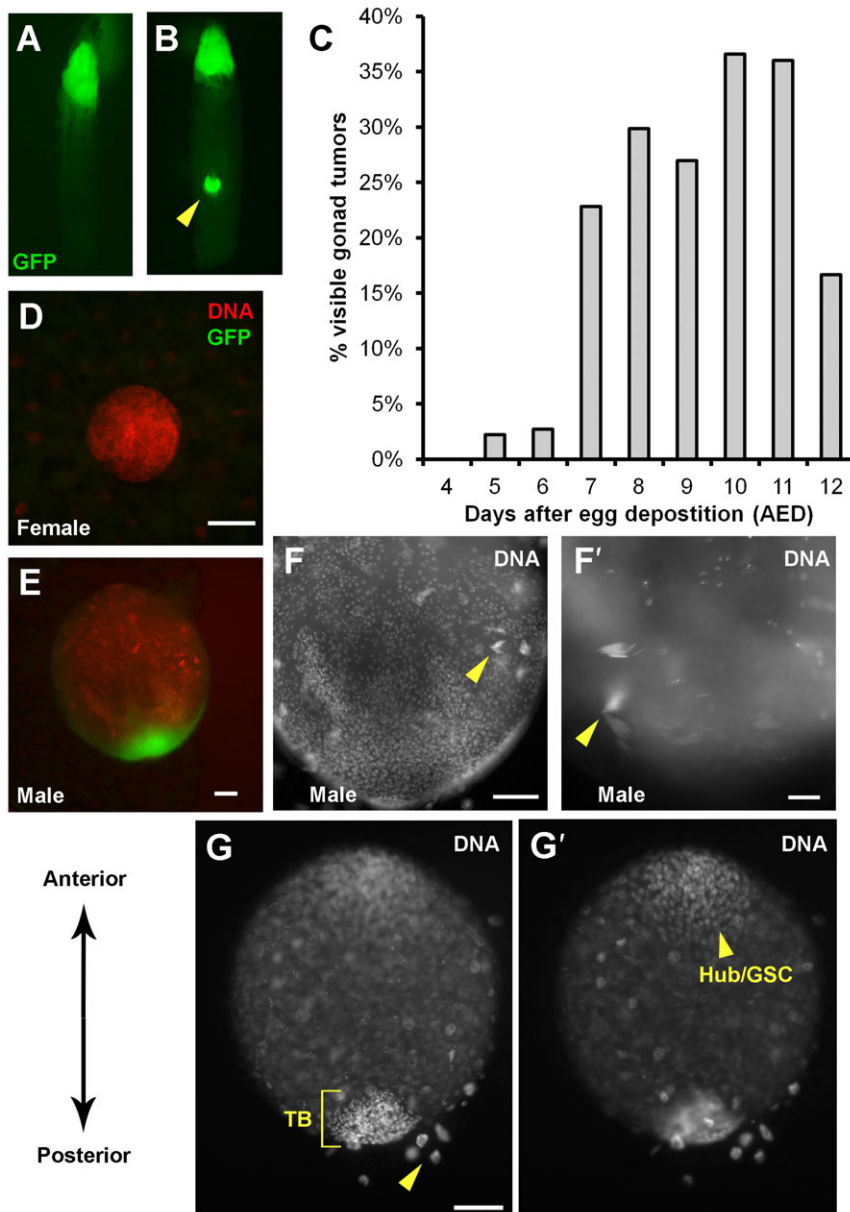 A
GFP
B
C
% visible gonad tumors
40%
35%
30%
25%
20%
15%
10%
5%
0%
4 5 6 7 8 9 10 11 12
Days after egg depostition (AED)
D
DNA
GFP
Female
E
Male
F
DNA
Male
F′
DNA
Male
Anterior
Posterior
G
DNA
TB
G′
DNA
Hub/GSC